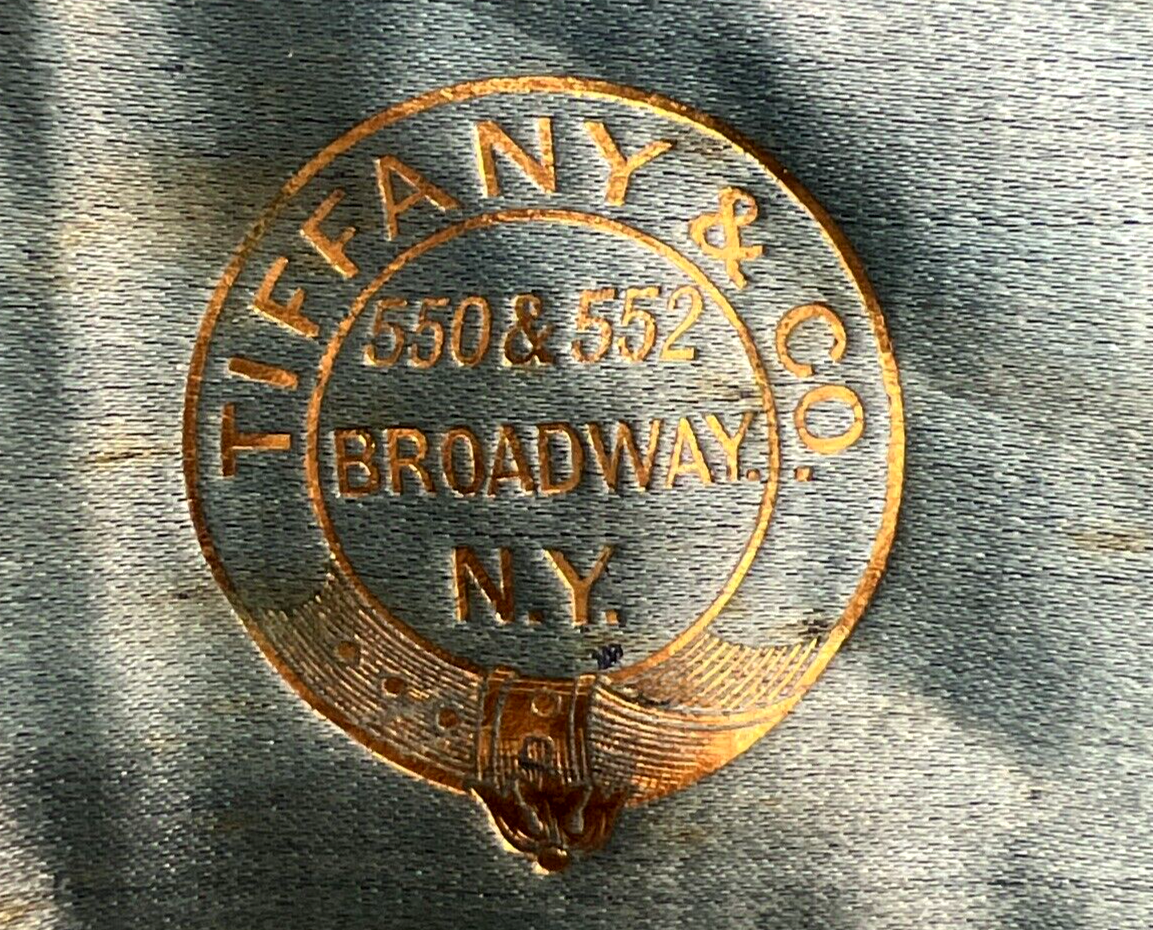 TIFFANY & CO.
550 & 552
BROADWAY.
N.Y.